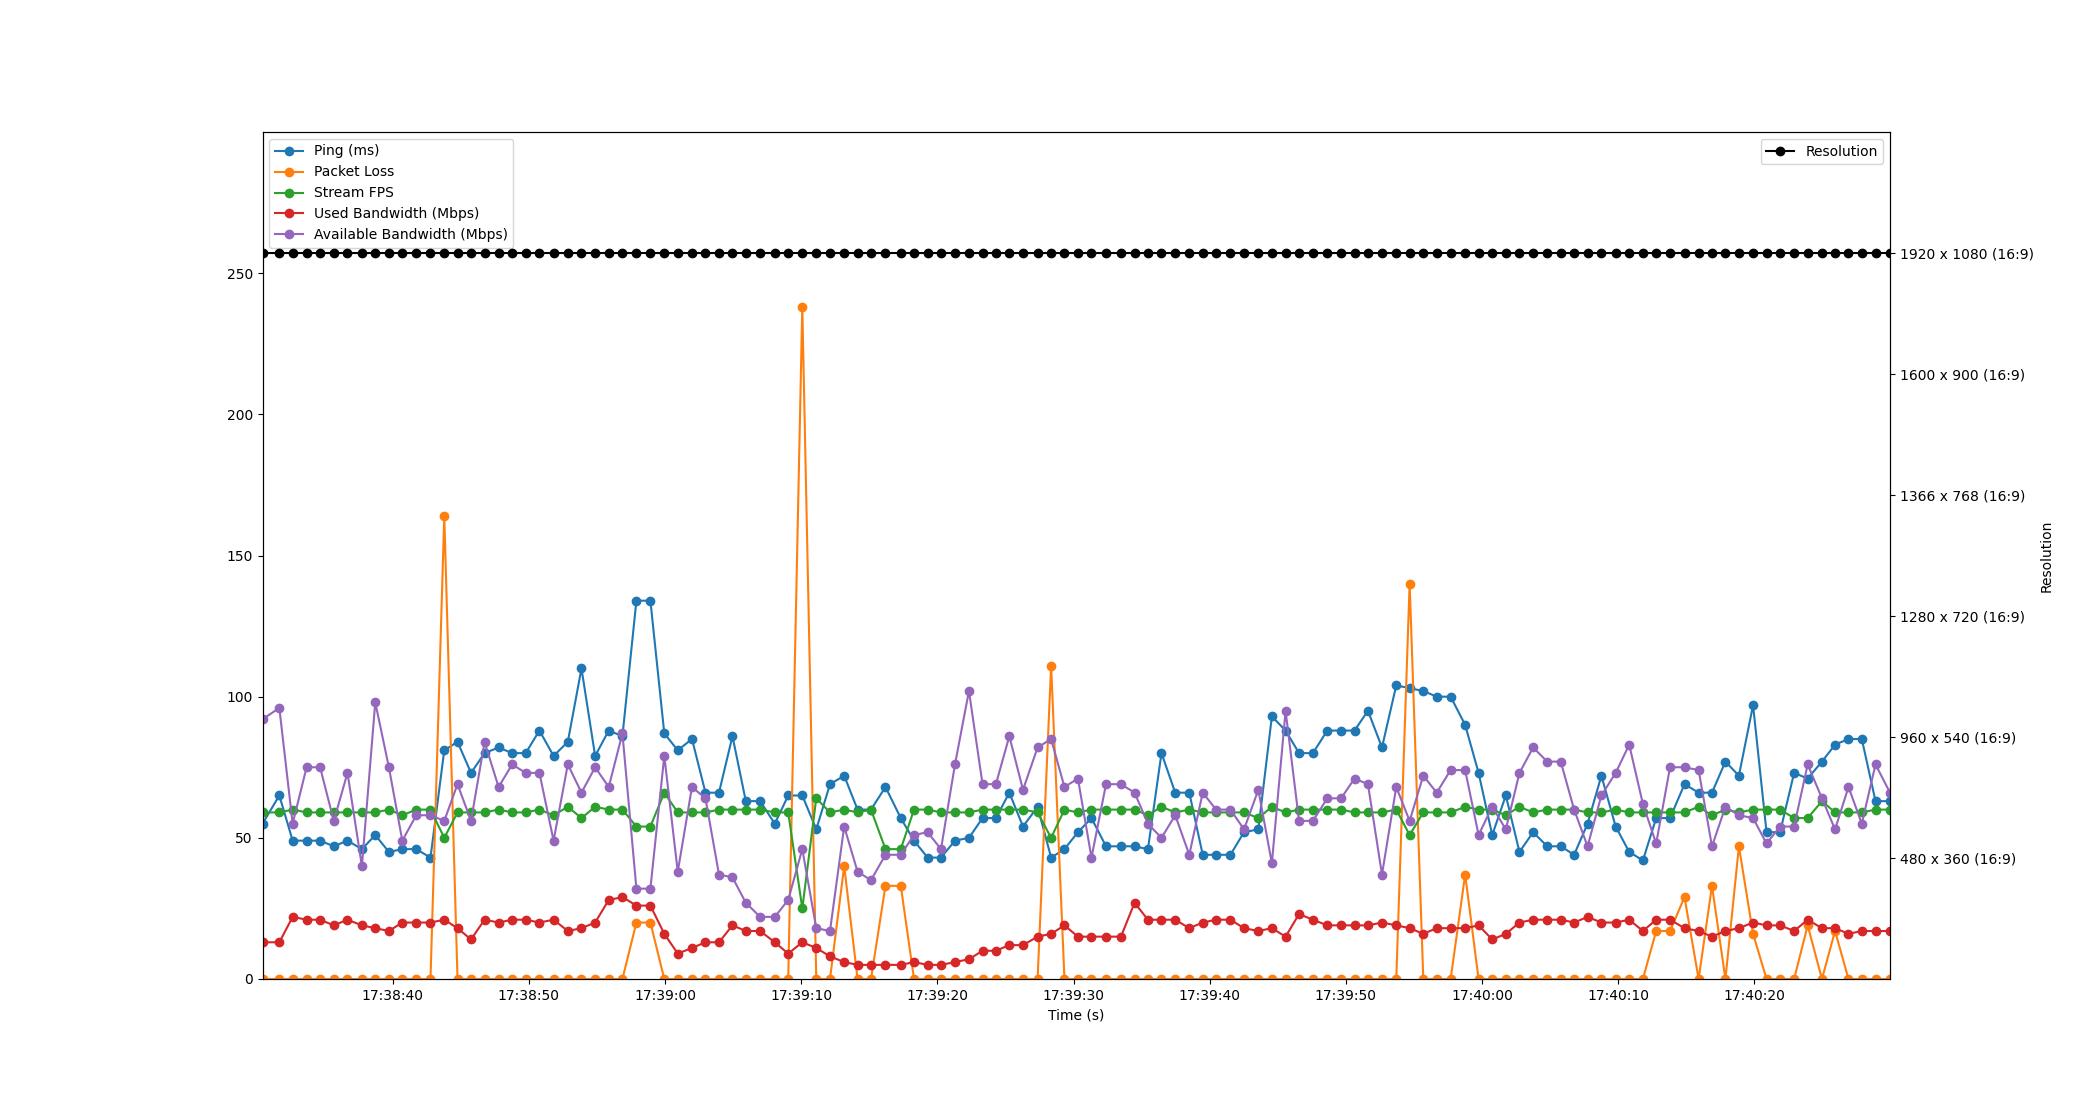 Ping (ms)
Packet Loss
Stream FPS
Used Bandwidth (Mbps)
Available Bandwidth (Mbps)
Resolution
250
200
150
100
50
0
1920 x 1080 (16:9)
1600 x 900 (16:9)
1366 x 768 (16:9)
1280 x 720 (16:9)
960 x 540 (16:9)
480 x 360 (16:9)
Resolution
17:38:40 17:38:50 17:39:00 17:39:10 17:39:20 17:39:30 17:39:40 17:39:50 17:40:00 17:40:10 17:40:20
Time (s)